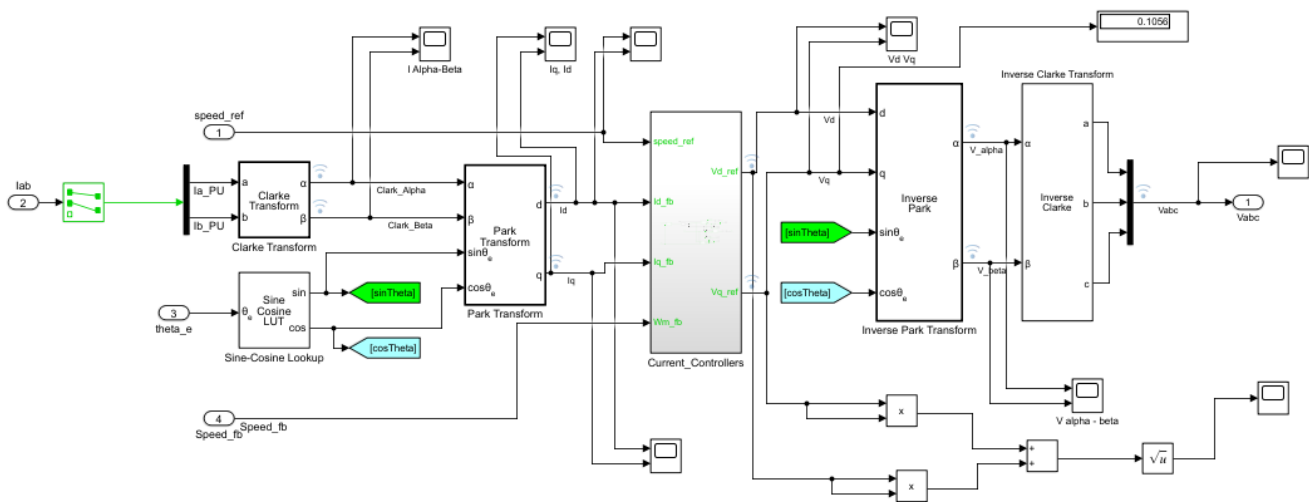 0.1056
I Alpha-Beta
Iq, Id
Vd Vq
Inverse Clarke Transform
speed_ref
1
speed_ref
Vd
d
a
Iab
2
Ia_PU
a
Clarke
Transform
α
Clark_Alpha
α
Vd_ref
Vq
q
α
V_alpha
α
Ib_PU
b
β
Clark_Beta
β
Park
Transform
d
Id
Id_fb
Inverse
Park
Inverse
Clarke
b
Vabc
1
Vabc
Clarke Transform
sinθe
[sinTheta]
sinθe
Iq_fb
q
Iq
β
V_beta
β
Sine
Cosine
LUT
sin
[sinTheta]
cosθe
Vq_ref
[cosTheta]
cosθe
c
3
theta_e
θe
cos
Park Transform
Wm_fb
Inverse Park Transform
[cosTheta]
Sine-Cosine Lookup
Current_Controllers
4
Speed_fb
Speed_fb
x
V alpha - beta
+
+
√u
x